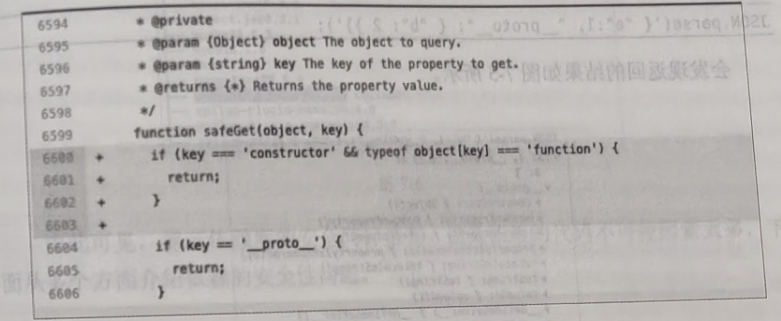 6594 * @private
6595 * @param {Object} object The object to query.
6596 * @param {string} key The key of the property to get.
6597 * @returns {*} Returns the property value.
6598 */
6599 function safeGet(object, key) {
6600 + if (key === 'constructor' && typeof object[key] === 'function') {
6601 + return;
6602 + }
6603 +
6604 if (key == '__proto__') {
6605 return;
6606 }